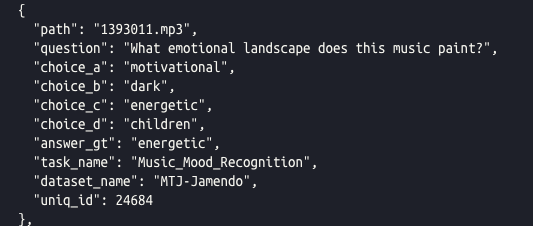 {
"path": "1393011.mp3",
"question": "What emotional landscape does this music paint?",
"choice_a": "motivational",
"choice_b": "dark",
"choice_c": "energetic",
"choice_d": "children",
"answer_gt": "energetic",
"task_name": "Music_Mood_Recognition",
"dataset_name": "MTJ-Jamendo",
"uniq_id": 24684
},